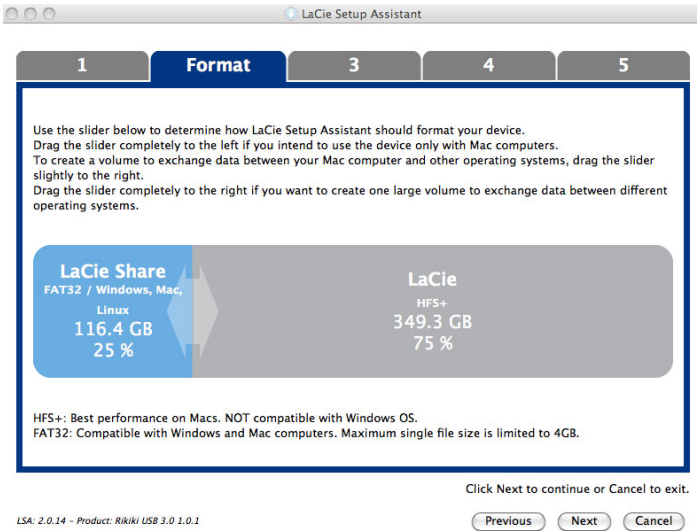 LaCie Setup Assistant
1
Format
3
4
5
Use the slider below to determine how LaCie Setup Assistant should format your device.
Drag the slider completely to the left if you intend to use the device only with Mac computers.
To create a volume to exchange data between your Mac computer and other operating systems, drag the slider
slightly to the right.
Drag the slider completely to the right if you want to create one large volume to exchange data between different
operating systems.
LaCie Share
FAT32 / Windows, Mac,
Linux
116.4 GB
25 %
LaCie
HFS+
349.3 GB
75 %
HFS+: Best performance on Macs. NOT compatible with Windows OS.
FAT32: Compatible with Windows and Mac computers. Maximum single file size is limited to 4GB.
Click Next to continue or Cancel to exit.
LSA: 2.0.14 – Product: Rikiki USB 3.0 1.0.1
Previous
Next
Cancel